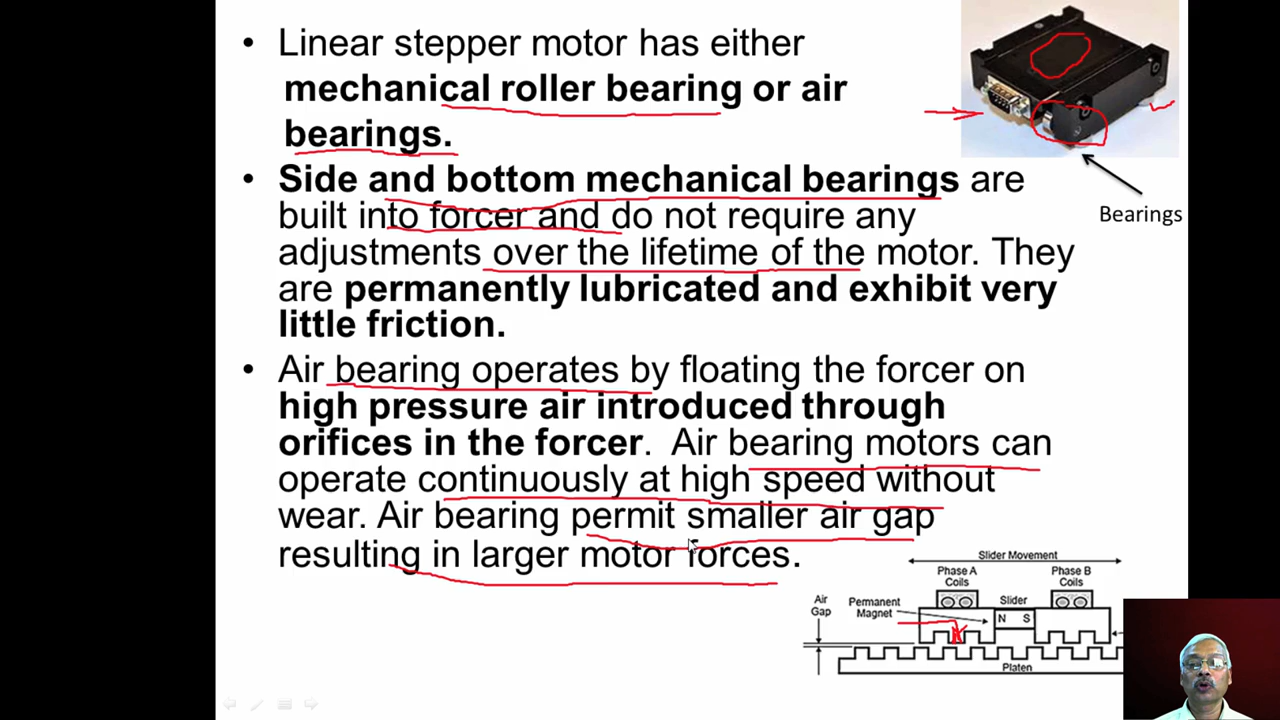 • Linear stepper motor has either
mechanical roller bearing or air
bearings.
• Side and bottom mechanical bearings are
built into forcer and do not require any
adjustments over the lifetime of the motor. They
are permanently lubricated and exhibit very
little friction.
• Air bearing operates by floating the forcer on
high pressure air introduced through
orifices in the forcer. Air bearing motors can
operate continuously at high speed without
wear. Air bearing permit smaller air gap
resulting in larger motor forces.
Bearings
Slider Movement
Phase A
Coils
Phase B
Coils
Air
Gap
Permanent
Magnet
Slider
N S
Platen